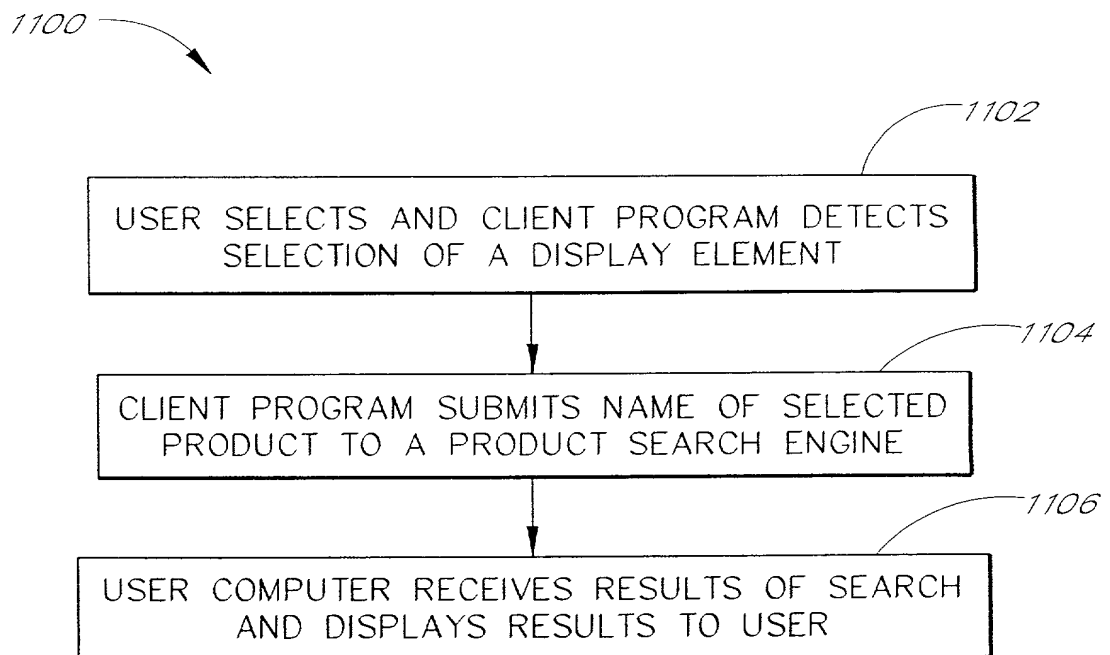 1100
1102
USER SELECTS AND CLIENT PROGRAM DETECTS
SELECTION OF A DISPLAY ELEMENT
1104
CLIENT PROGRAM SUBMITS NAME OF SELECTED
PRODUCT TO A PRODUCT SEARCH ENGINE
1106
USER COMPUTER RECEIVES RESULTS OF SEARCH
AND DISPLAYS RESULTS TO USER